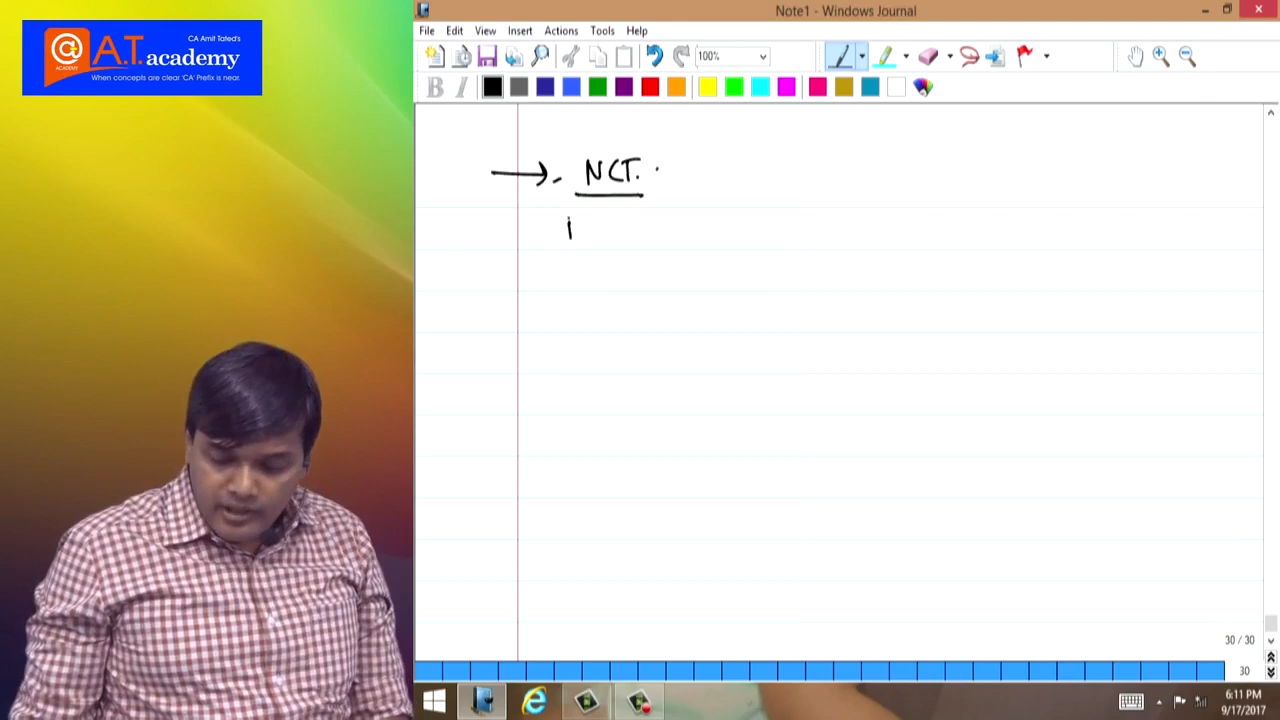 CA Amit Tated's
@ A.T. academy
ACADEMY
When concepts are clear 'CA' Prefix is near.
Note1 - Windows Journal
File Edit View Insert Actions Tools Help
100%
B I
→ - NCT.
i
30 / 30
30
6:11 PM
9/17/2017